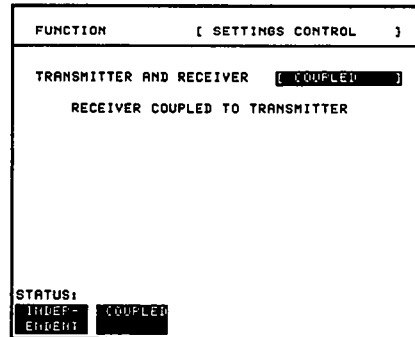 FUNCTION [ SETTINGS CONTROL ]
TRANSMITTER AND RECEIVER [ COUPLED ]
RECEIVER COUPLED TO TRANSMITTER
STATUS:
INDEP- COUPLED
ENDENT